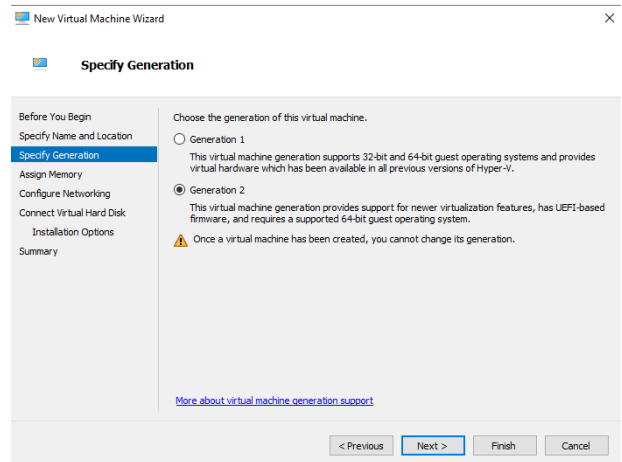 New Virtual Machine Wizard
Specify Generation
Before You Begin
Specify Name and Location
Specify Generation
Assign Memory
Configure Networking
Connect Virtual Hard Disk
Installation Options
Summary
Choose the generation of this virtual machine.
Generation 1
This virtual machine generation supports 32-bit and 64-bit guest operating systems and provides
virtual hardware which has been available in all previous versions of Hyper-V.
Generation 2
This virtual machine generation provides support for newer virtualization features, has UEFI-based
firmware, and requires a supported 64-bit guest operating system.
Once a virtual machine has been created, you cannot change its generation.
More about virtual machine generation support
< Previous
Next >
Finish
Cancel